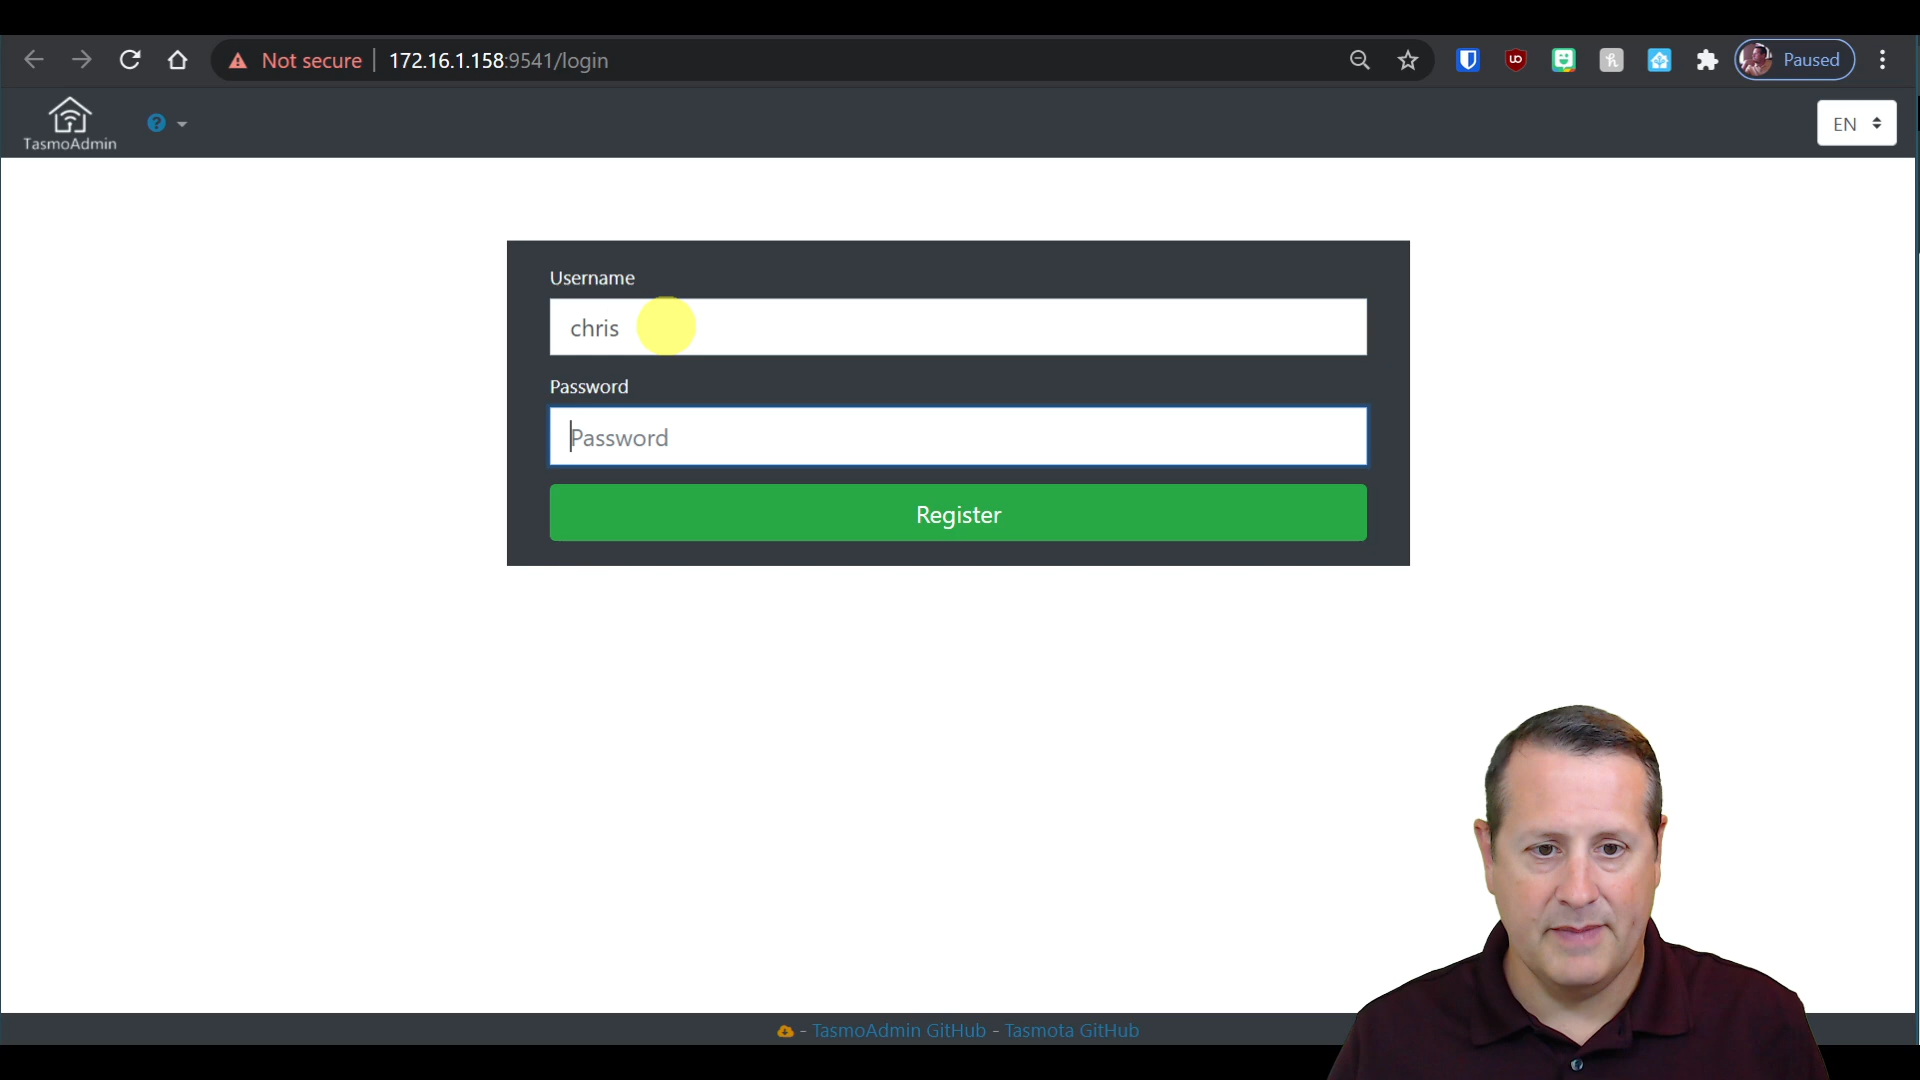 Not secure | 172.16.1.158:9541/login
Paused
TasmoAdmin
EN
Username
chris
Password
Password
Register
- TasmoAdmin GitHub - Tasmota GitHub